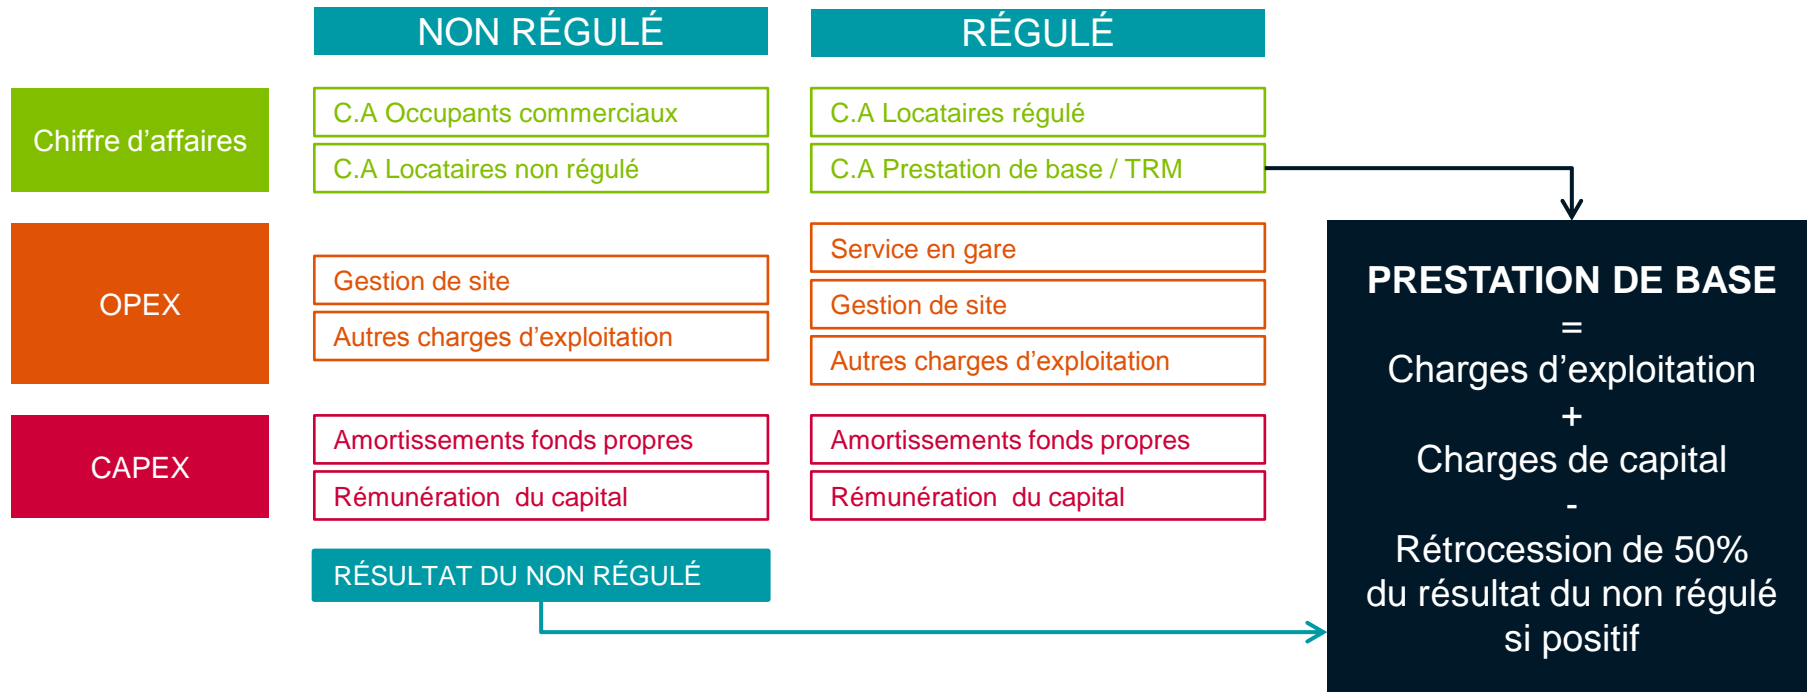 NON RÉGULÉ
RÉGULÉ
Chiffre d’affaires
C.A Occupants commerciaux
C.A Locataires non régulé
C.A Locataires régulé
C.A Prestation de base / TRM
OPEX
Gestion de site
Autres charges d’exploitation
Service en gare
Gestion de site
Autres charges d’exploitation
CAPEX
Amortissements fonds propres
Rémunération du capital
Amortissements fonds propres
Rémunération du capital
RÉSULTAT DU NON RÉGULÉ
PRESTATION DE BASE
=
Charges d’exploitation
+
Charges de capital
-
Rétrocession de 50%
du résultat du non régulé
si positif